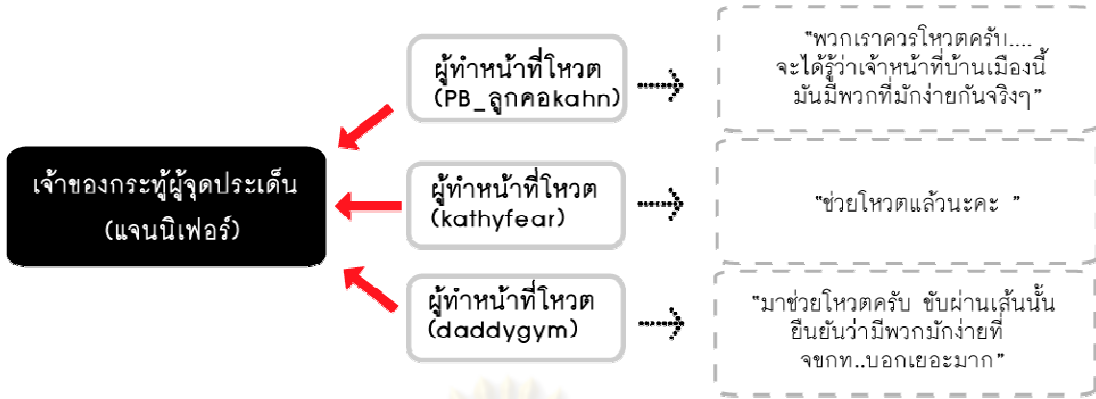 เจ้าของกระทู้ผู้จุดประเด็น
(แจนนิเฟอร์)
ผู้ทำหน้าที่โหวต
(PB_ลูกคอkahn)
"พวกเราควรโหวตครับ....
จะได้รู้ว่าเจ้าหน้าที่บ้านเมืองนี้
มันมีพวกที่มักง่ายกันจริงๆ"
ผู้ทำหน้าที่โหวต
(kathyfear)
"ช่วยโหวตแล้วนะคะ "
ผู้ทำหน้าที่โหวต
(daddygym)
"มาช่วยโหวตครับ ขับผ่านเส้นนั้น
ยืนยันว่ามีพวกมักง่ายที่
จขกท..บอกเยอะมาก"